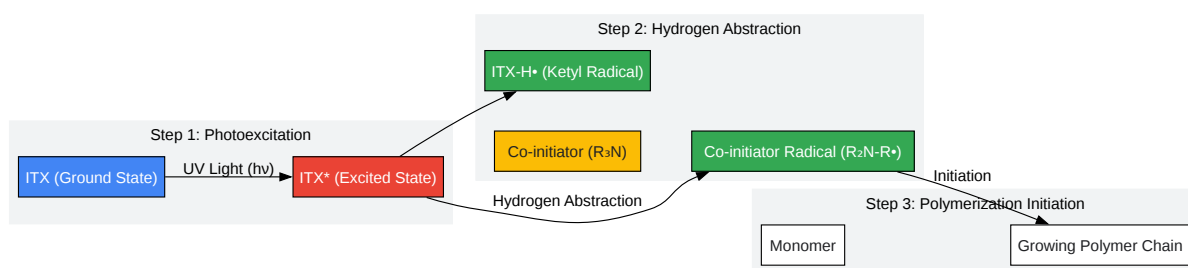 Step 1: Photoexcitation
ITX (Ground State)
UV Light (hν)
ITX* (Excited State)
Step 2: Hydrogen Abstraction
ITX-H• (Ketyl Radical)
Co-initiator (R₃N)
Co-initiator Radical (R₂N-R•)
Hydrogen Abstraction
Initiation
Step 3: Polymerization Initiation
Monomer
Growing Polymer Chain